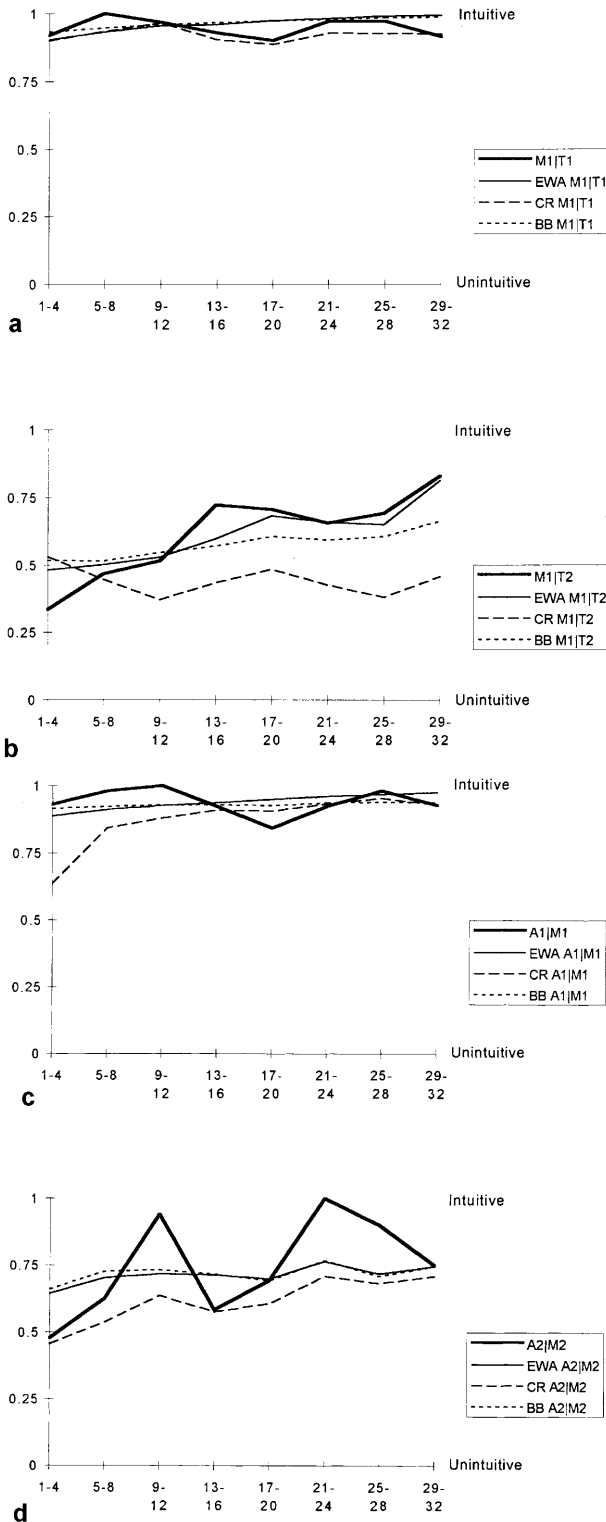 1 Intuitive
0.75
0.5
0.25
0 Unintuitive
M1|T1
EWA M1|T1
CR M1|T1
BB M1|T1
1-4 5-8 9- 13- 17- 21- 25- 29-
12 16 20 24 28 32
a
1 Intuitive
0.75
0.5
0.25
0 Unintuitive
M1|T2
EWA M1|T2
CR M1|T2
BB M1|T2
1-4 5-8 9- 13- 17- 21- 25- 29-
12 16 20 24 28 32
b
1 Intuitive
0.75
0.5
0.25
0 Unintuitive
A1|M1
EWA A1|M1
CR A1|M1
BB A1|M1
1-4 5-8 9- 13- 17- 21- 25- 29-
12 16 20 24 28 32
c
1 Intuitive
0.75
0.5
0.25
0 Unintuitive
A2|M2
EWA A2|M2
CR A2|M2
BB A2|M2
1-4 5-8 9- 13- 17- 21- 25- 29-
12 16 20 24 28 32
d